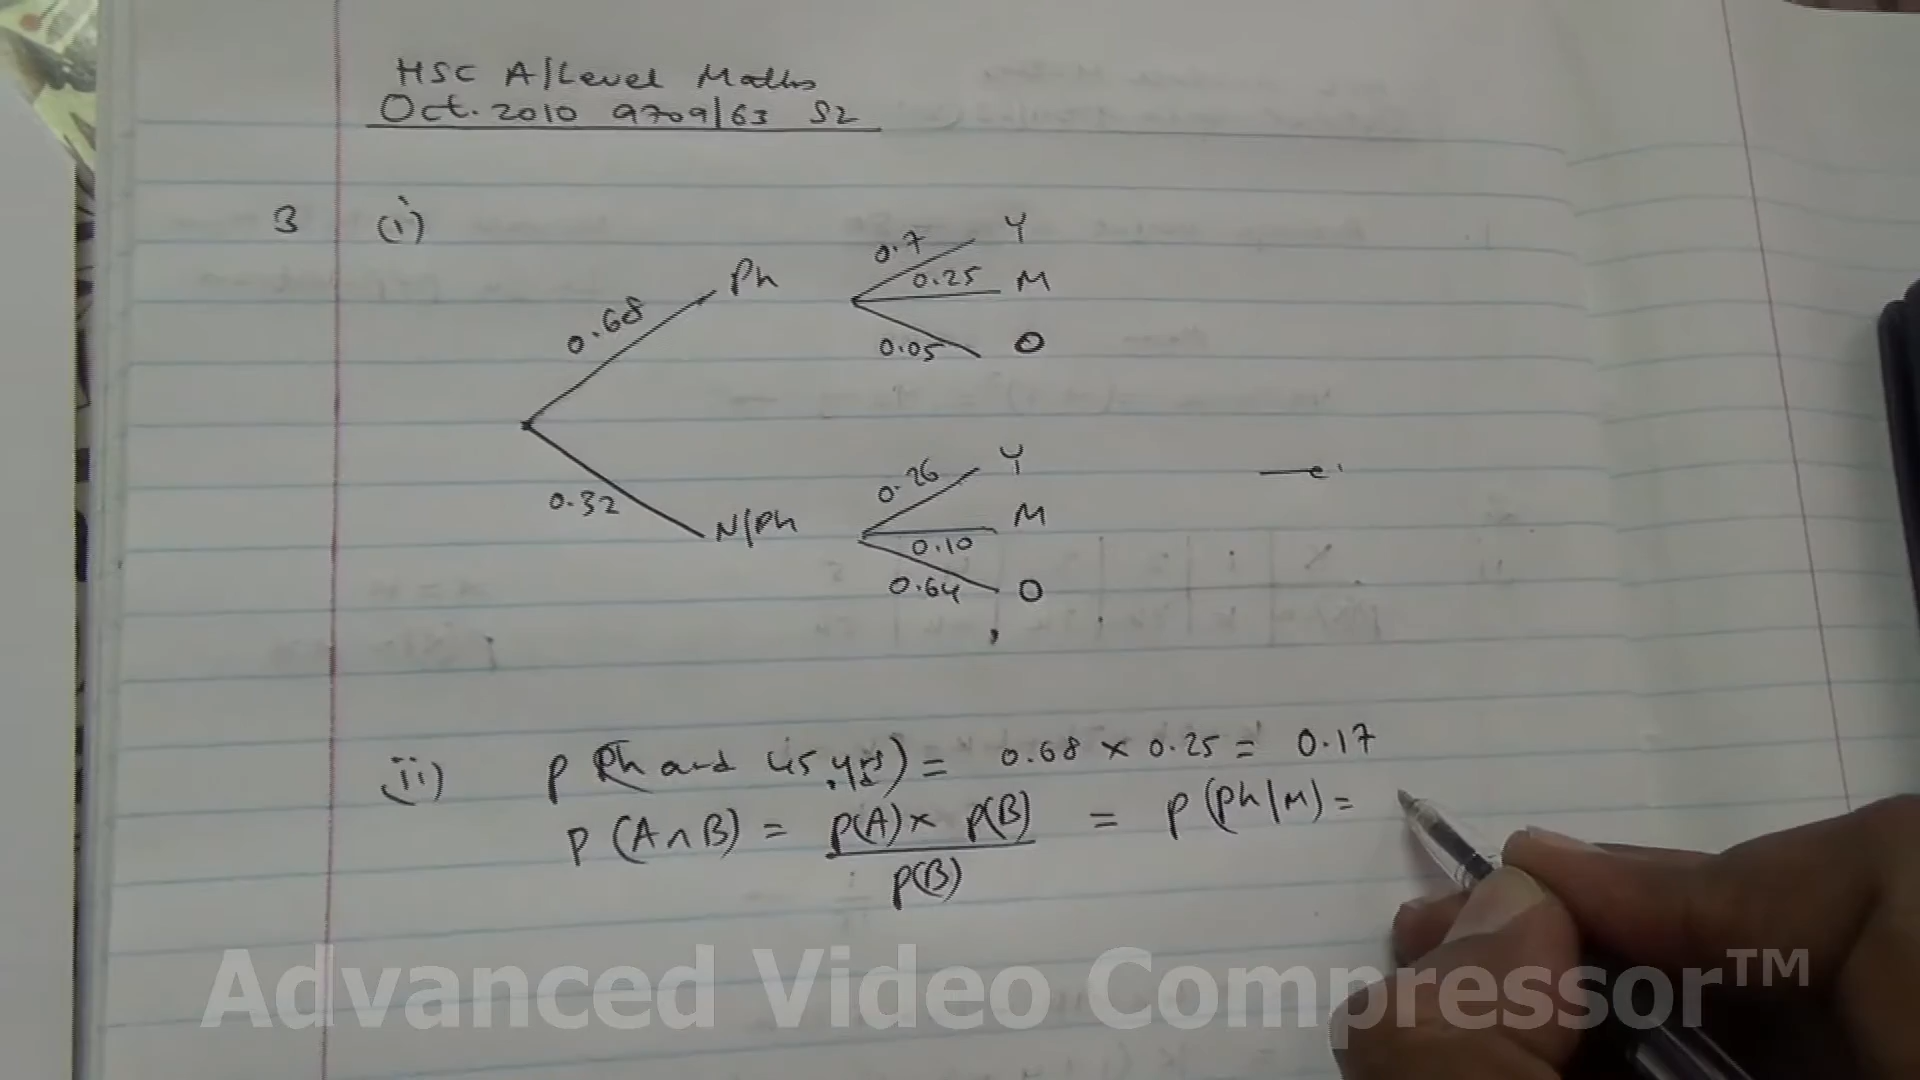 HSC A/Level Maths
Oct. 2010 9709/63 S2
3 (i)
0.68 Ph
0.7 Y
0.25 M
0.05 O
0.32 N/Ph
0.26 Y
0.10 M
0.64 O
(ii) P(Ph and 45 yrs) = 0.68 × 0.25 = 0.17
P(A∩B) = P(A) × P(B) / P(B) = P(Ph/M) =
Advanced Video Compressor™